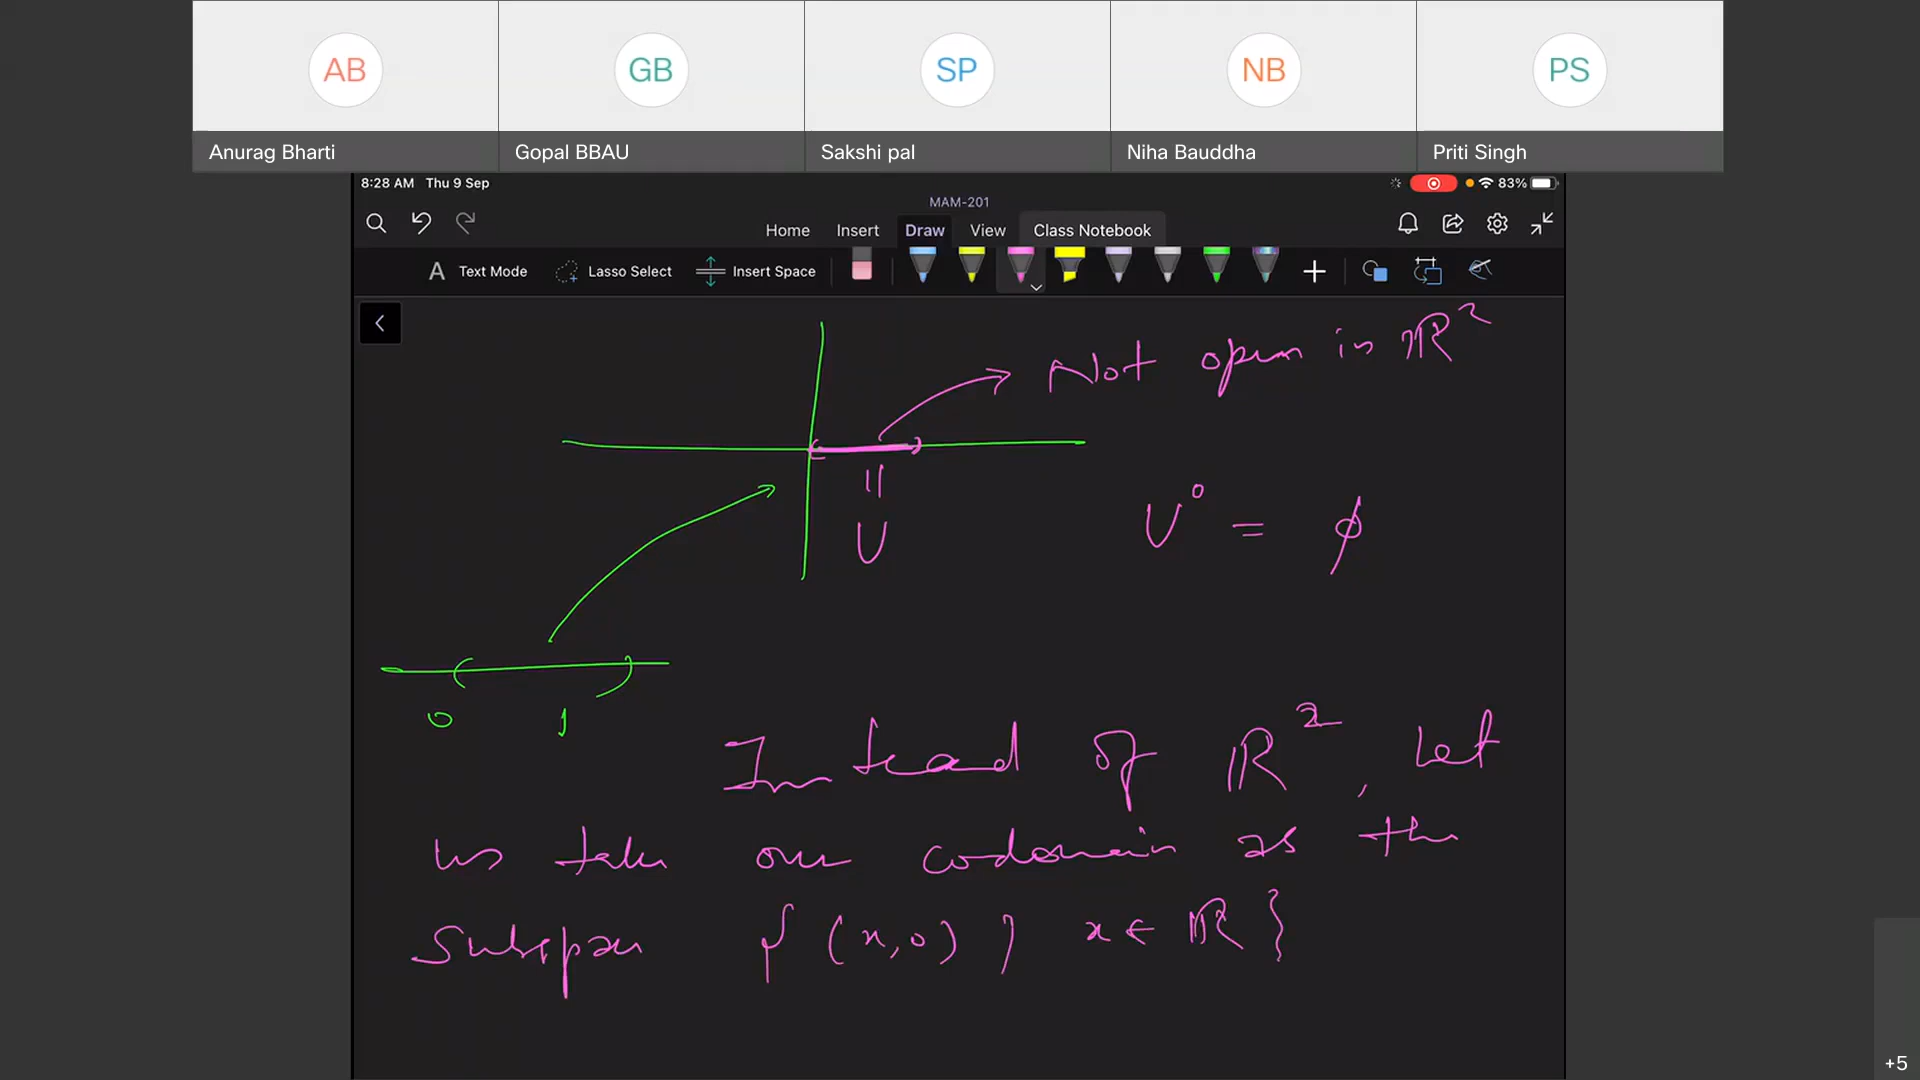 AB
GB
SP
NB
PS
Anurag Bharti
Gopal BBAU
Sakshi pal
Niha Bauddha
Priti Singh
8:28 AM Thu 9 Sep
83%
MAM-201
Home Insert Draw View Class Notebook
A Text Mode Lasso Select Insert Space
Not open in ℝ²
U
U⁰ = ϕ
0 1
Instead of ℝ², Let
us take our codomain as the
Subspace { (x,0) ; x ∈ ℝ }
+5